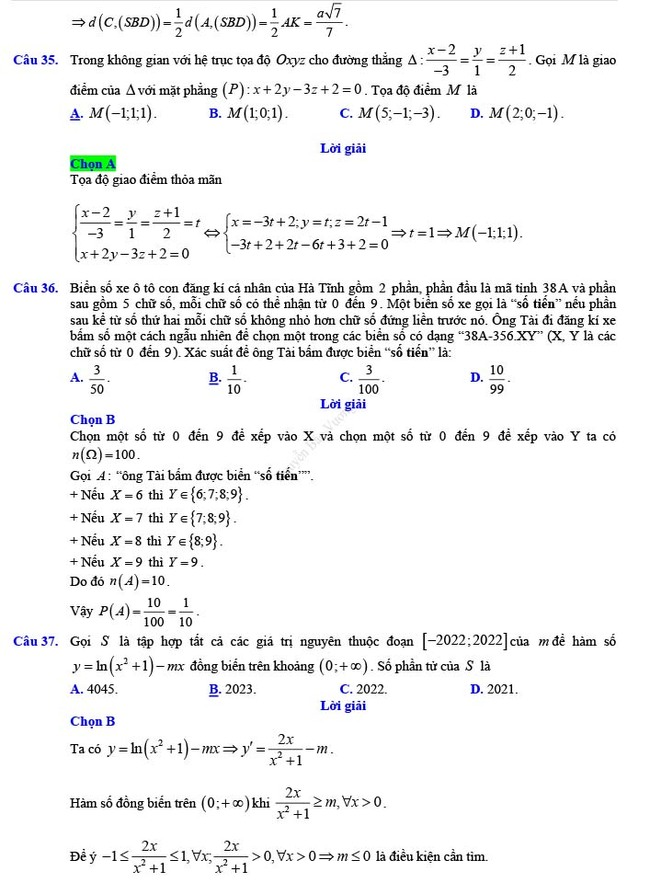 ⇒ d(C,(SBD)) = 1/2 d(A,(SBD)) = 1/2 AK = a√7/7.
Câu 35. Trong không gian với hệ trục tọa độ Oxyz cho đường thẳng Δ: (x−2)/−3 = y/1 = (z+1)/2. Gọi M là giao
điểm của Δ với mặt phẳng (P): x+2y−3z+2=0. Tọa độ điểm M là
A. M(−1;1;1). B. M(1;0;1). C. M(5;−1;−3). D. M(2;0;−1).
Lời giải
Chọn A
Tọa độ giao điểm thỏa mãn
{(x−2)/−3 = y/1 = (z+1)/2 = t; x+2y−3z+2=0 ⇔ {x=−3t+2; y=t; z=2t−1; −3t+2+2t−6t+3+2=0 ⇒ t=1 ⇒ M(−1;1;1).
Câu 36. Biển số xe ô tô con đăng kí cá nhân của Hà Tĩnh gồm 2 phần, phần đầu là mã tỉnh 38A và phần
sau gồm 5 chữ số, mỗi chữ số có thể nhận từ 0 đến 9. Một biển số xe gọi là “số tiến” nếu phần
sau kể từ số thứ hai mỗi chữ số không nhỏ hơn chữ số đứng liền trước nó. Ông Tài đi đăng kí xe
bấm số một cách ngẫu nhiên để chọn một trong các biển số có dạng “38A-356.XY” (X, Y là các
chữ số từ 0 đến 9). Xác suất để ông Tài bấm được biển “số tiến” là:
A. 3/50. B. 1/10. C. 3/100. D. 10/99.
Lời giải
Chọn B
Chọn một số từ 0 đến 9 để xếp vào X và chọn một số từ 0 đến 9 để xếp vào Y ta có
n(Ω)=100.
Gọi A: “ông Tài bấm được biển “số tiến””.
+ Nếu X=6 thì Y∈{6;7;8;9}.
+ Nếu X=7 thì Y∈{7;8;9}.
+ Nếu X=8 thì Y∈{8;9}.
+ Nếu X=9 thì Y=9.
Do đó n(A)=10.
Vậy P(A)=10/100=1/10.
Câu 37. Gọi S là tập hợp tất cả các giá trị nguyên thuộc đoạn [−2022;2022] của m để hàm số
y=ln(x²+1)−mx đồng biến trên khoảng (0;+∞). Số phần tử của S là
A. 4045. B. 2023. C. 2022. D. 2021.
Lời giải
Chọn B
Ta có y=ln(x²+1)−mx ⇒ y′=2x/(x²+1)−m.
Hàm số đồng biến trên (0;+∞) khi 2x/(x²+1) ≥ m, ∀x>0.
Để ý −1 ≤ 2x/(x²+1) ≤ 1, ∀x; 2x/(x²+1) > 0, ∀x>0 ⇒ m≤0 là điều kiện cần tìm.